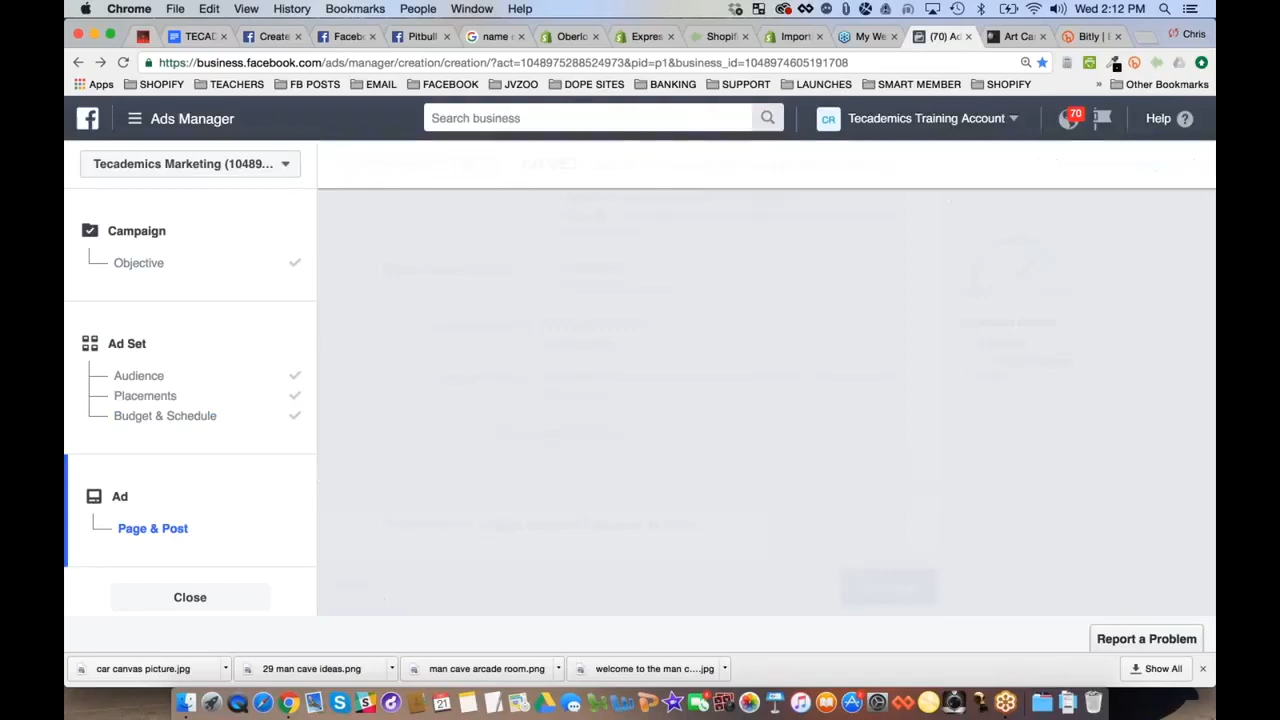 Chrome File Edit View History Bookmarks People Window Help Wed 2:12 PM
TECAD Create Facebo Pitbull name c Oberlo Expres Shopif Import My We (70) Ad Art Ca Bitly | Chris
https://business.facebook.com/ads/manager/creation/creation/?act=1048975288524973&pid=p1&business_id=1048974605191708
Apps SHOPIFY TEACHERS FB POSTS EMAIL FACEBOOK JVZOO DOPE SITES BANKING SUPPORT LAUNCHES SMART MEMBER SHOPIFY » Other Bookmarks
Ads Manager Search business CR Tecademics Training Account 70 Help
Tecademics Marketing (10489...
Campaign
Objective
Ad Set
Audience
Placements
Budget & Schedule
Ad
Page & Post
Close
Report a Problem
car canvas picture.jpg 29 man cave ideas.png man cave arcade room.png welcome to the man c....jpg Show All